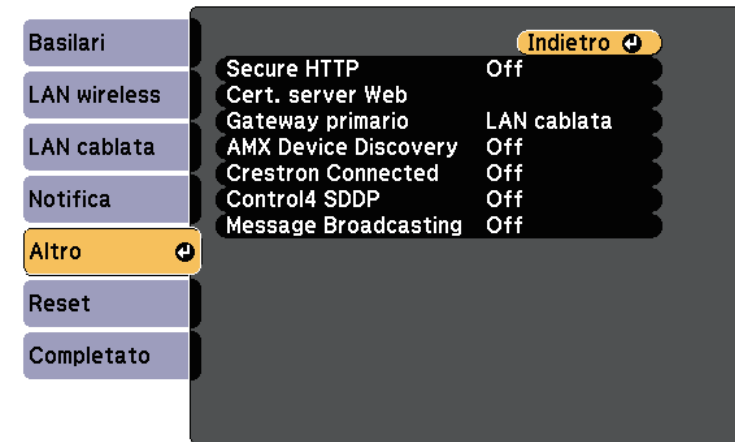 Basilari
LAN wireless
LAN cablata
Notifica
Altro
Reset
Completato
Indietro
Secure HTTP Off
Cert. server Web
Gateway primario LAN cablata
AMX Device Discovery Off
Crestron Connected Off
Control4 SDDP Off
Message Broadcasting Off